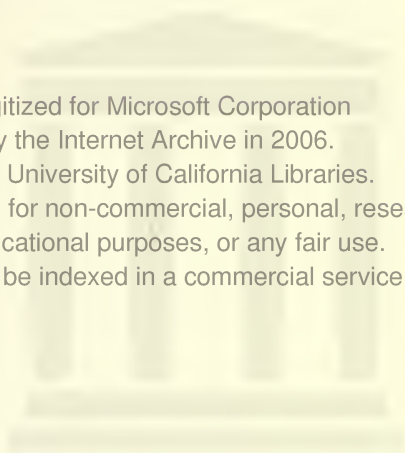 gitized for Microsoft Corporation
y the Internet Archive in 2006.
University of California Libraries.
for non-commercial, personal, rese
cational purposes, or any fair use.
be indexed in a commercial service